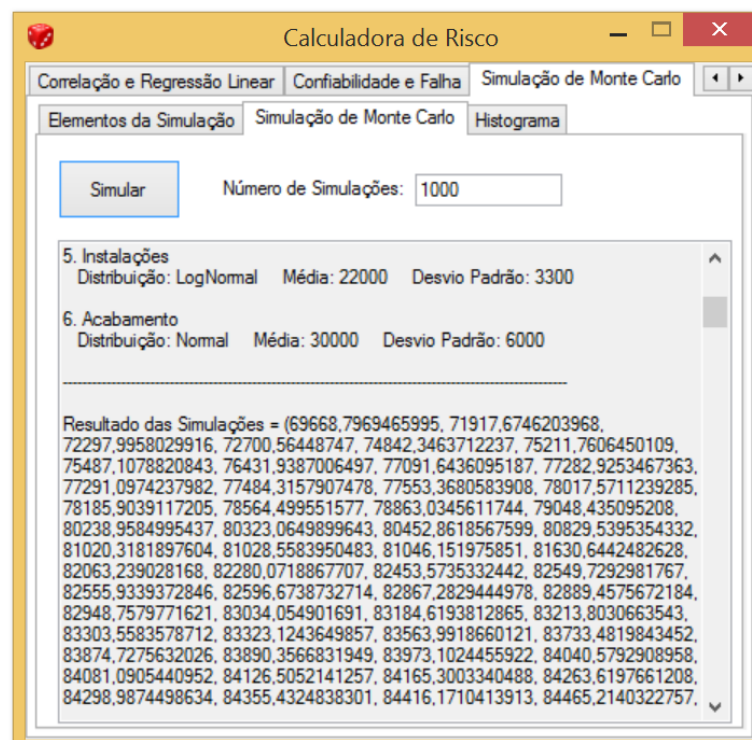 Calculadora de Risco
Correlação e Regressão Linear
Confiabilidade e Falha
Simulação de Monte Carlo
Elementos da Simulação
Simulação de Monte Carlo
Histograma
Simular
Número de Simulações:
1000
5. Instalações
Distribuição: LogNormal Média: 22000 Desvio Padrão: 3300
6. Acabamento
Distribuição: Normal Média: 30000 Desvio Padrão: 6000
Resultado das Simulações = (69668,7969465995, 71917,6746203968,
72297,9958029916, 72700,56448747, 74842,3463712237, 75211,7606450109,
75487,1078820843, 76431,9387006497, 77091,6436095187, 77282,9253467363,
77291,0974237982, 77484,3157907478, 77553,3680583908, 78017,5711239285,
78185,9039117205, 78564,499551577, 78863,0345611744, 79048,435095208,
80238,9584995437, 80323,0649899643, 80452,8618567599, 80829,5395354332,
81020,3181897604, 81028,5583950483, 81046,151975851, 81630,6442482628,
82063,239028168, 82280,0718867707, 82453,5735332442, 82549,7292981767,
82555,9339372846, 82596,6738732714, 82867,2829444978, 82889,4575672184,
82948,7579771621, 83034,054901691, 83184,6193812865, 83213,8030663543,
83303,5583578712, 83323,1243649857, 83563,9918660121, 83733,4819843452,
83874,7275632026, 83890,3566831949, 83973,1024455922, 84040,5792908958,
84081,0905440952, 84126,5052141257, 84165,3003340488, 84263,6197661208,
84298,9874498634, 84355,4324838301, 84416,1710413913, 84465,2140322757,